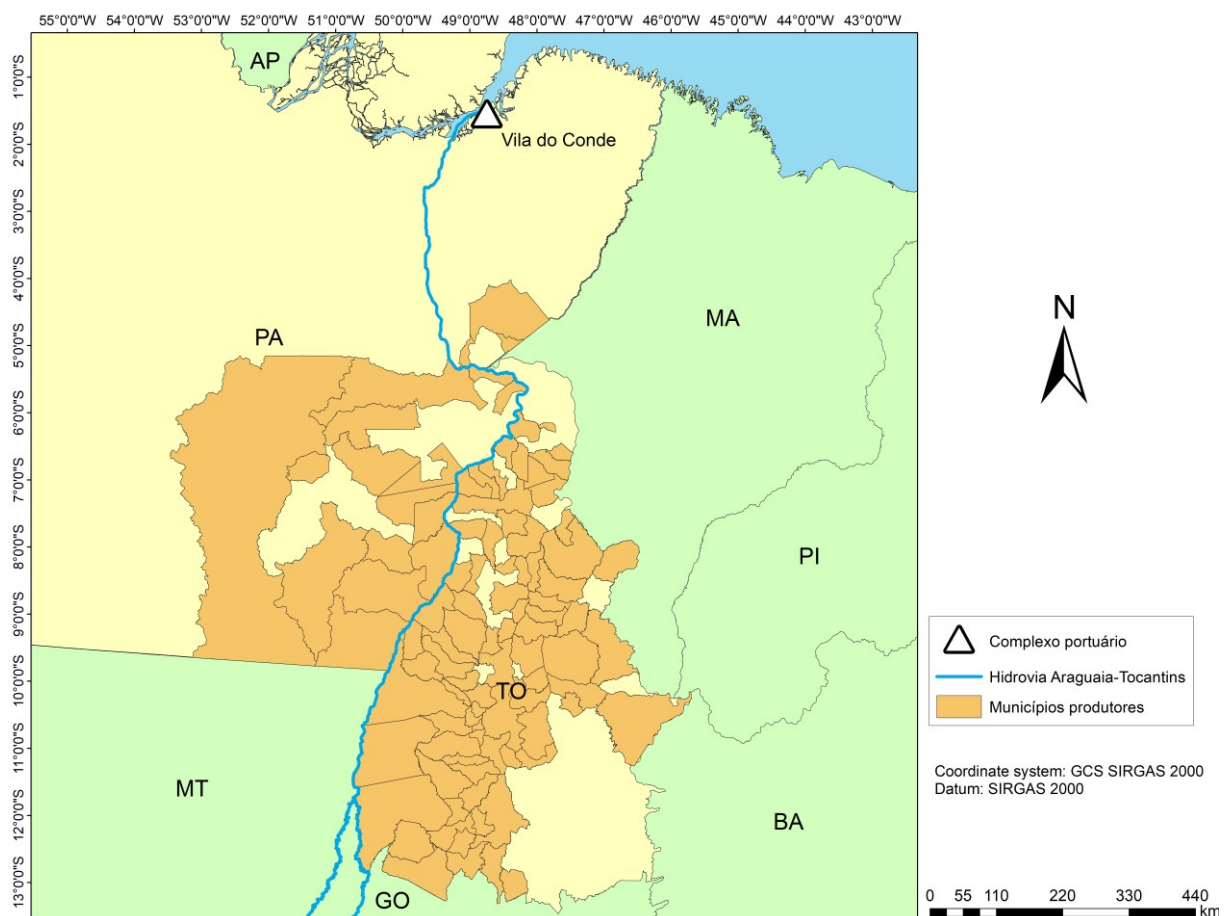 55°0'0"W 54°0'0"W 53°0'0"W 52°0'0"W 51°0'0"W 50°0'0"W 49°0'0"W 48°0'0"W 47°0'0"W 46°0'0"W 45°0'0"W 44°0'0"W 43°0'0"W
AP
1°0'0"S
2°0'0"S
Vila do Conde
3°0'0"S
4°0'0"S
N
MA
PA
5°0'0"S
6°0'0"S
7°0'0"S
8°0'0"S
PI
9°0'0"S
Complexo portuário
Hidrovia Araguaia-Tocantins
Municípios produtores
10°0'0"S
TO
11°0'0"S
MT
Coordinate system: GCS SIRGAS 2000
Datum: SIRGAS 2000
12°0'0"S
BA
13°0'0"S
GO
0 55 110 220 330 440
km